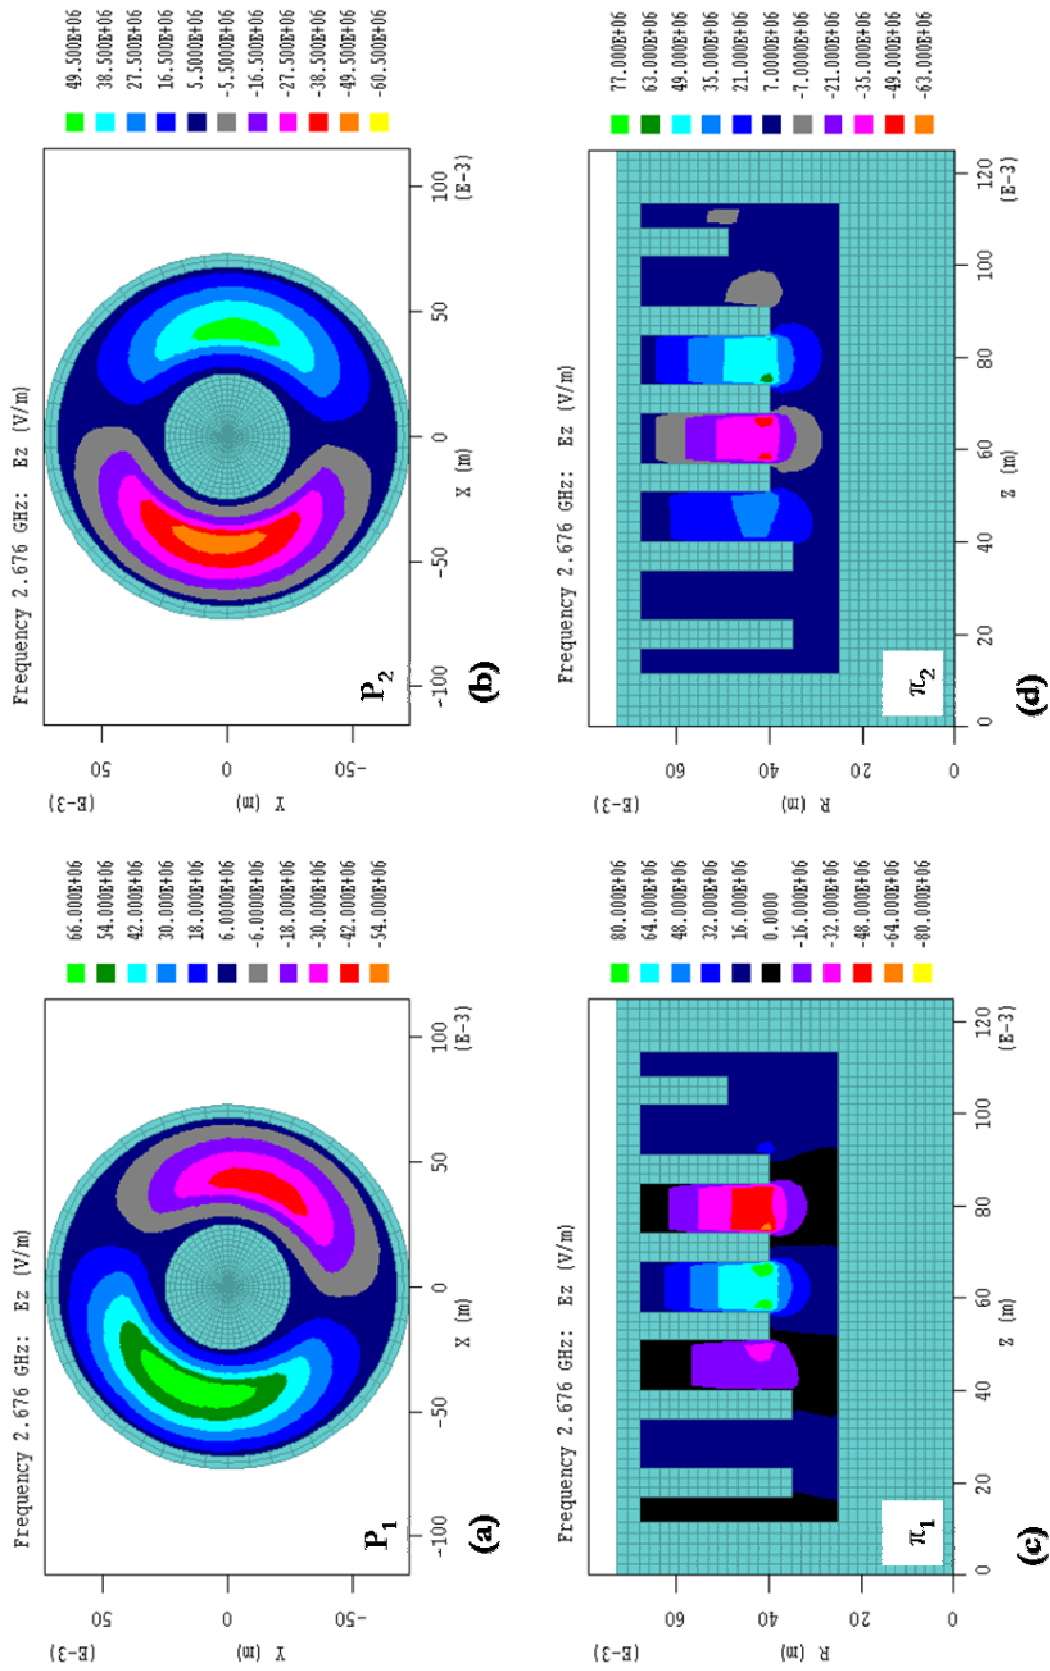 Frequency 2.676 GHz: Ez (V/m)
66.000E+06
54.000E+06
42.000E+06
30.000E+06
18.000E+06
6.0000E+06
-6.000E+06
-18.000E+06
-30.000E+06
-42.000E+06
-54.000E+06
(E-3)
Y (m)
50
0
-50
-100
-50
0
50
100
X (m)
(E-3)
P1
(a)
Frequency 2.676 GHz: Ez (V/m)
49.500E+06
38.500E+06
27.500E+06
16.500E+06
5.5000E+06
-5.500E+06
-16.500E+06
-27.500E+06
-38.500E+06
-49.500E+06
-60.500E+06
(E-3)
Y (m)
50
0
-50
-100
-50
0
50
100
X (m)
(E-3)
P2
(b)
Frequency 2.676 GHz: Ez (V/m)
80.000E+06
64.000E+06
48.000E+06
32.000E+06
16.000E+06
0.0000
-16.000E+06
-32.000E+06
-48.000E+06
-64.000E+06
-80.000E+06
(E-3)
R (m)
60
40
20
0
0
20
40
60
80
100
120
Z (m)
(E-3)
π1
(c)
Frequency 2.676 GHz: Ez (V/m)
77.000E+06
63.000E+06
49.000E+06
35.000E+06
21.000E+06
7.0000E+06
-7.000E+06
-21.000E+06
-35.000E+06
-49.000E+06
-63.000E+06
(E-3)
R (m)
60
40
20
0
0
20
40
60
80
100
120
Z (m)
(E-3)
π2
(d)